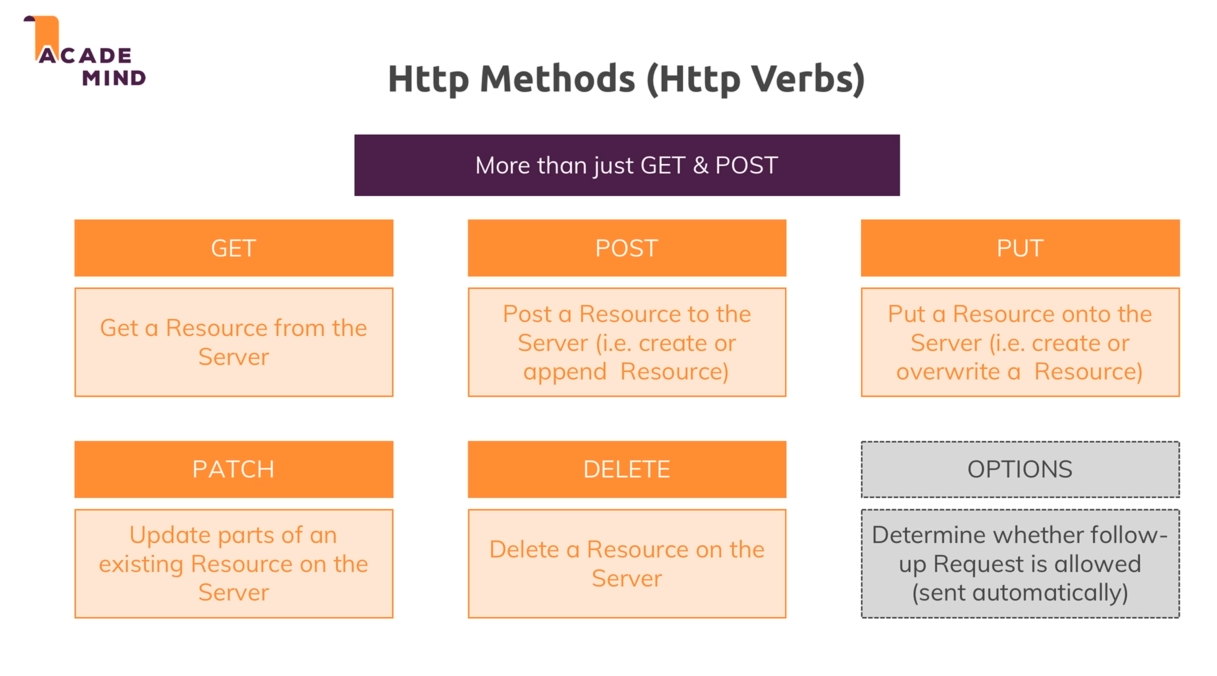 ACADE
MIND
Http Methods (Http Verbs)
More than just GET & POST
GET
POST
PUT
Get a Resource from the
Server
Post a Resource to the
Server (i.e. create or
append  Resource)
Put a Resource onto the
Server (i.e. create or
overwrite a  Resource)
PATCH
DELETE
OPTIONS
Update parts of an
existing Resource on the
Server
Delete a Resource on the
Server
Determine whether follow-
up Request is allowed
(sent automatically)